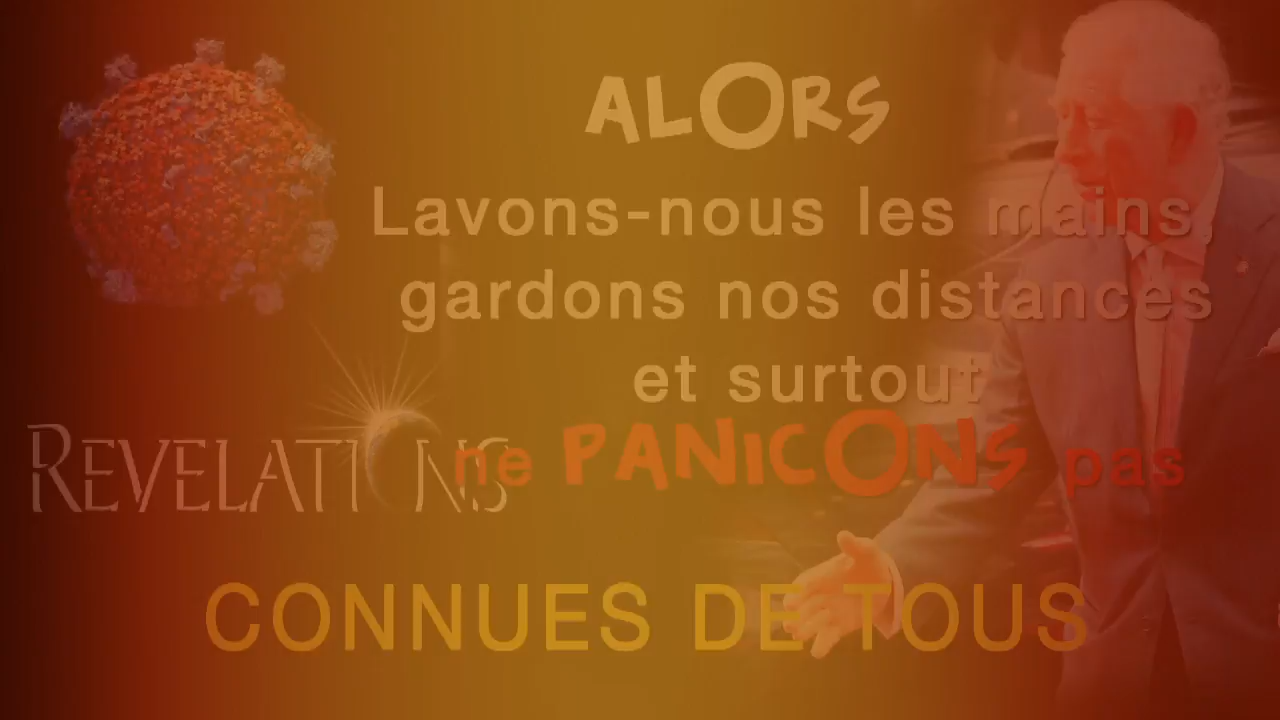 ALORS
Lavons-nous les mains,
gardons nos distances
et surtout
ne PANICONS pas
REVELATIONS
CONNUES DE TOUS